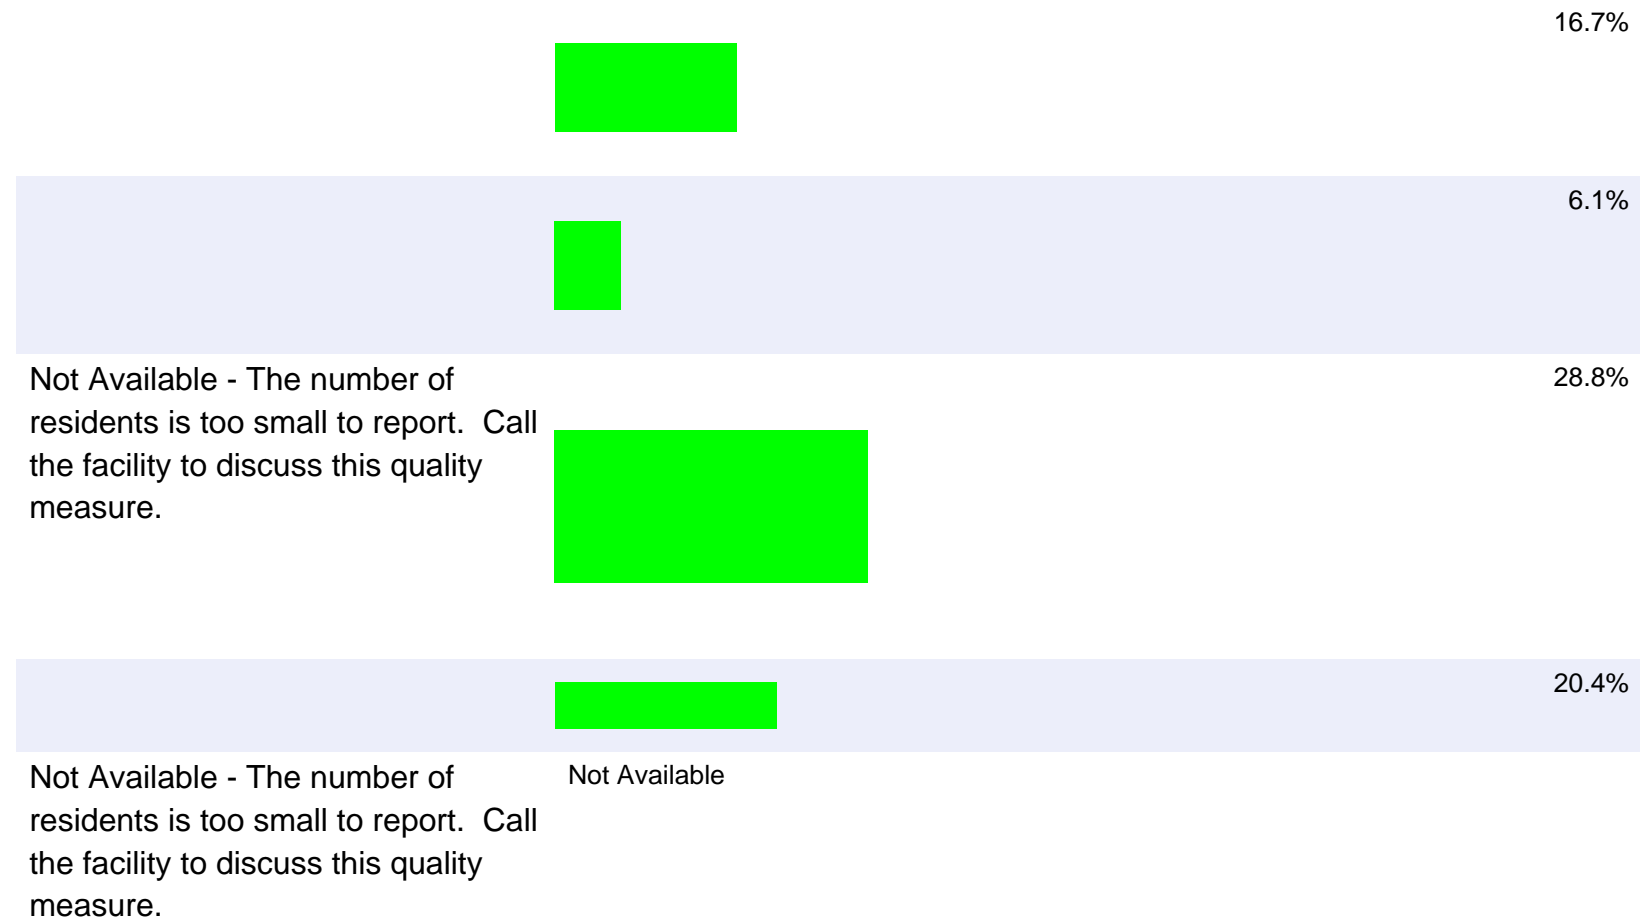 16.7%
6.1%
Not Available - The number of
residents is too small to report.  Call
the facility to discuss this quality
measure.
28.8%
20.4%
Not Available - The number of
residents is too small to report.  Call
the facility to discuss this quality
measure.
Not Available